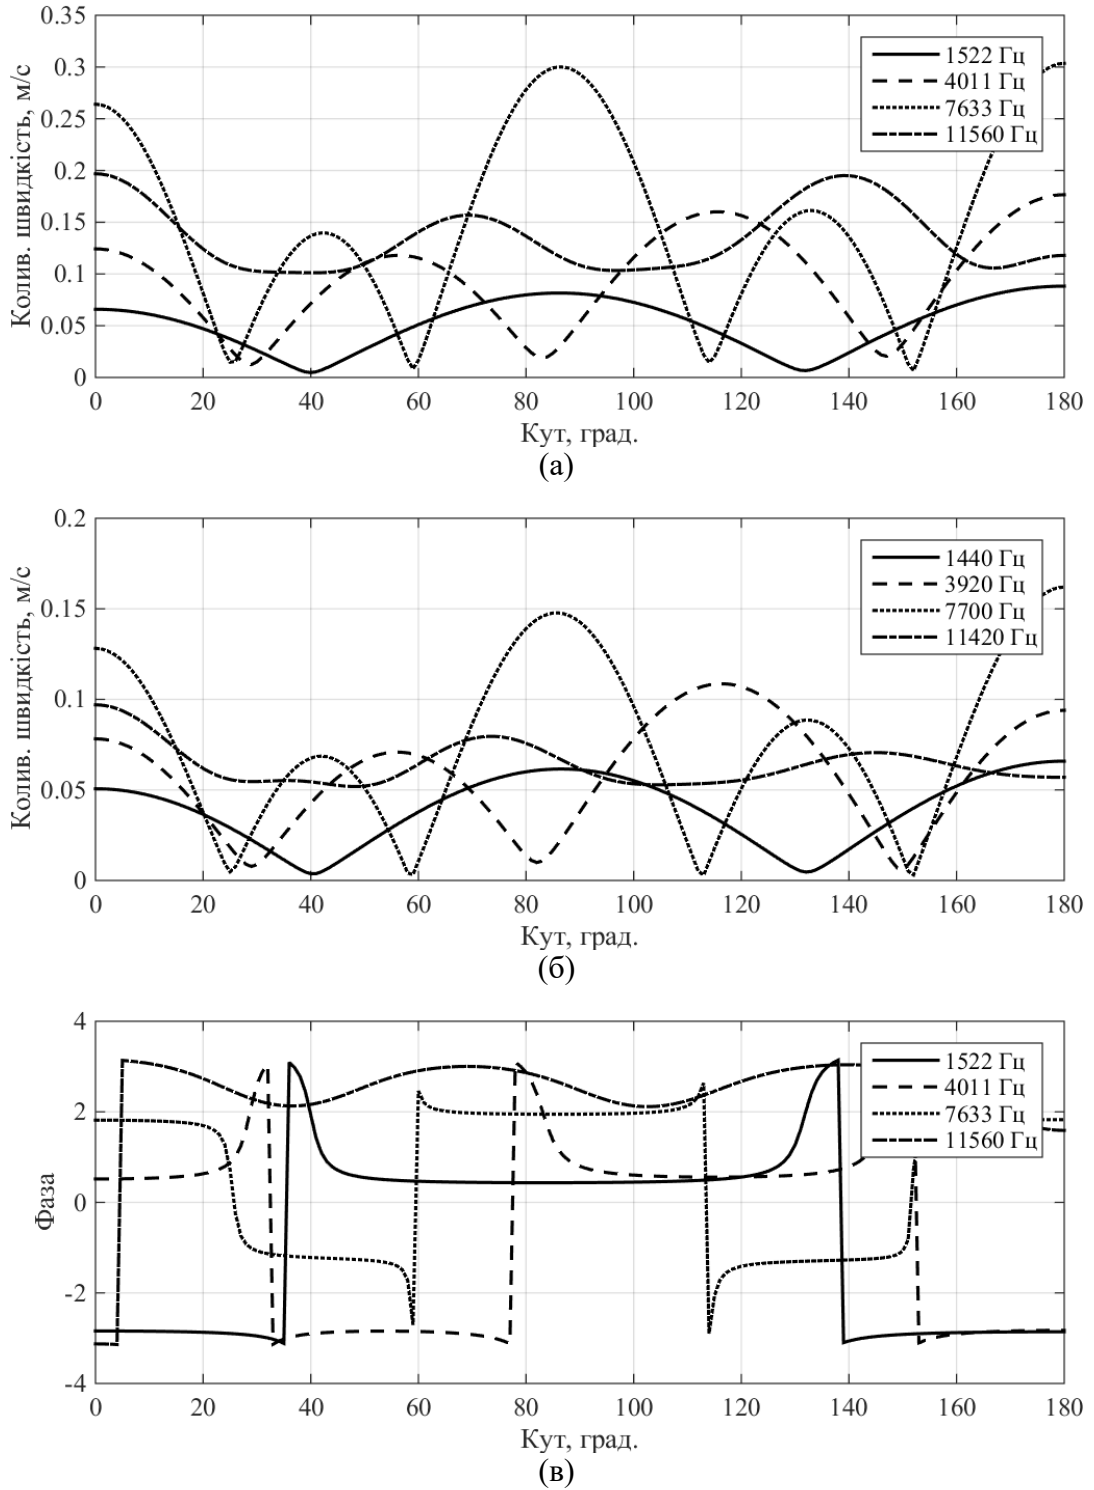 0.35
0.3
0.25
0.2
0.15
0.1
0.05
0
Колив. швидкість, м/с
1522 Гц
4011 Гц
7633 Гц
11560 Гц
0 20 40 60 80 100 120 140 160 180
Кут, град.
(а)
0.2
0.15
0.1
0.05
0
Колив. швидкість, м/с
1440 Гц
3920 Гц
7700 Гц
11420 Гц
0 20 40 60 80 100 120 140 160 180
Кут, град.
(б)
4
2
0
-2
-4
Фаза
1522 Гц
4011 Гц
7633 Гц
11560 Гц
0 20 40 60 80 100 120 140 160 180
Кут, град.
(в)